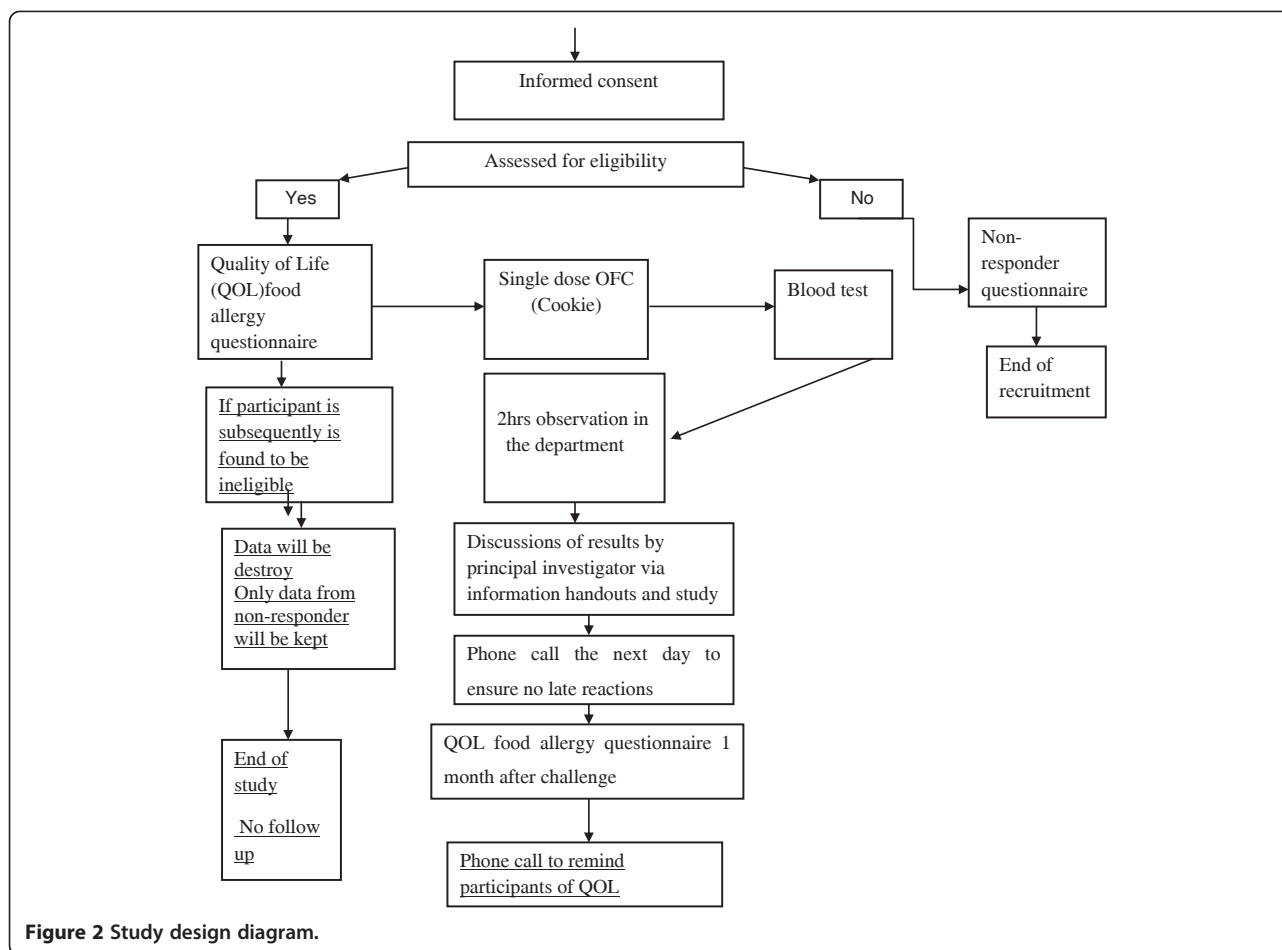 Informed consent
Assessed for eligibility
Yes
No
Quality of Life
(QOL)food
allergy
questionnaire
Single dose OFC
(Cookie)
Blood test
Non-
responder
questionnaire
End of
recruitment
If participant is
subsequently is
found to be
ineligible
2hrs observation in
the department
Data will be
destroy
Only data from
non-responder
will be kept
Discussions of results by
principal investigator via
information handouts and study
Phone call the next day to
ensure no late reactions
QOL food allergy questionnaire 1
month after challenge
End of
study
No follow
up
Phone call to remind
participants of QOL
Figure 2 Study design diagram.